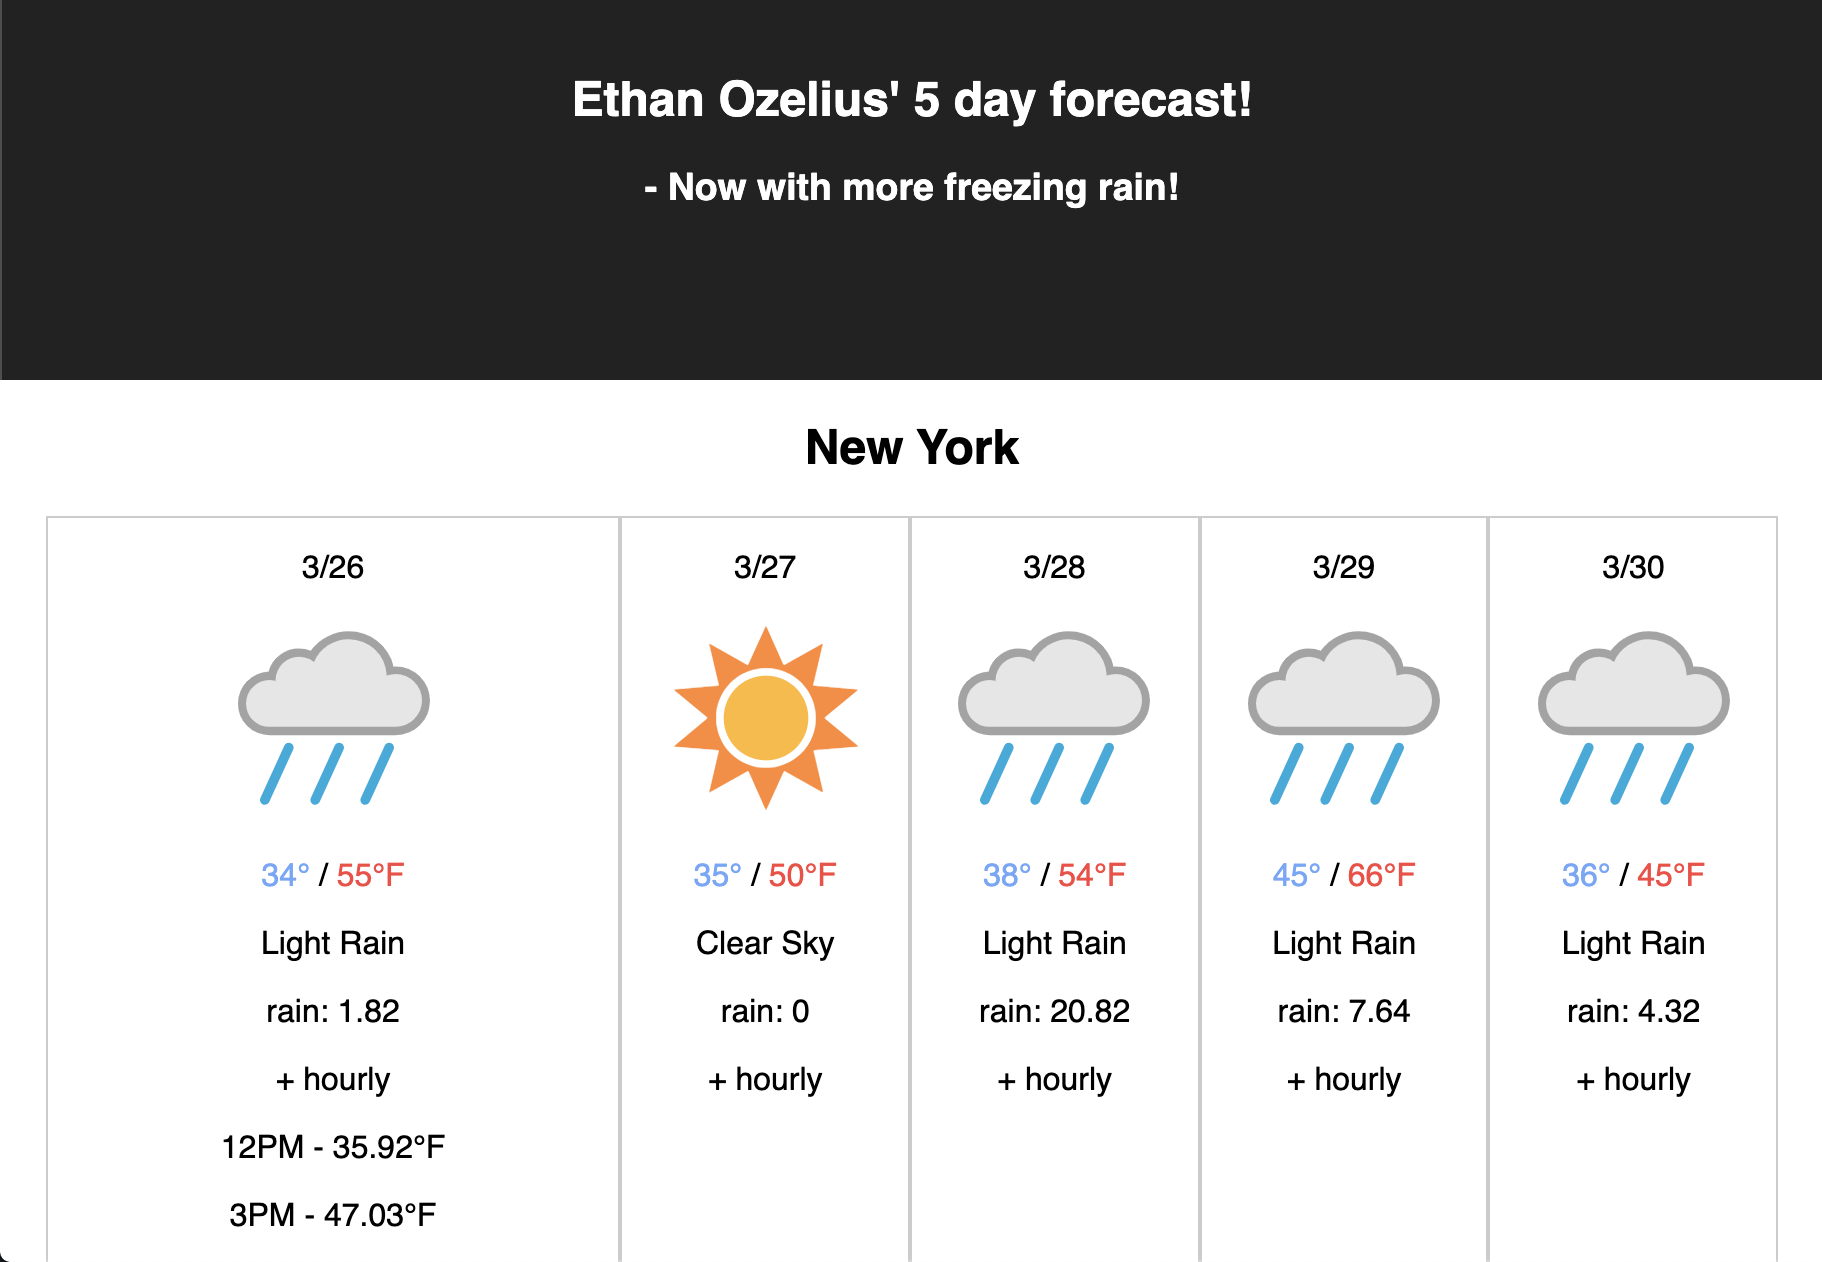 Ethan Ozelius' 5 day forecast!
- Now with more freezing rain!
New York
3/26
34° / 55°F
Light Rain
rain: 1.82
+ hourly
12PM - 35.92°F
3PM - 47.03°F
3/27
35° / 50°F
Clear Sky
rain: 0
+ hourly
3/28
38° / 54°F
Light Rain
rain: 20.82
+ hourly
3/29
45° / 66°F
Light Rain
rain: 7.64
+ hourly
3/30
36° / 45°F
Light Rain
rain: 4.32
+ hourly